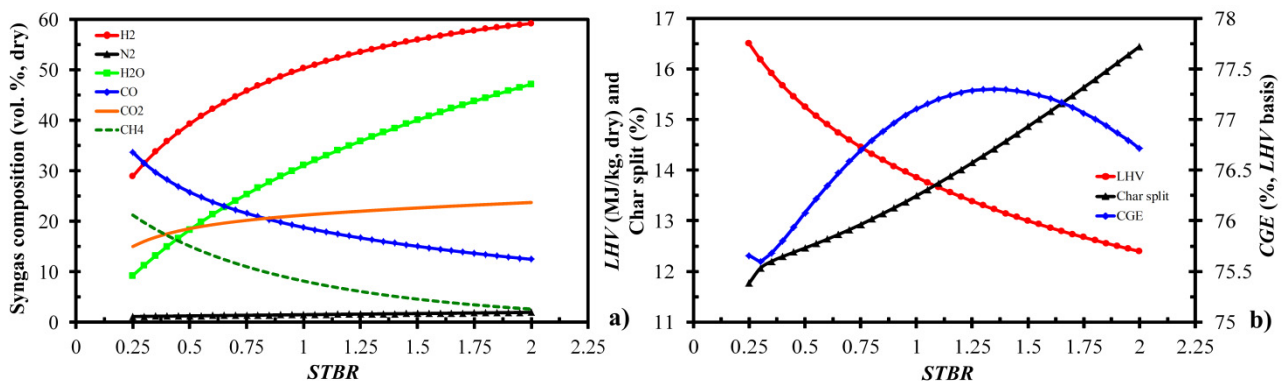 Syngas composition (vol. %, dry)
60
50
40
30
20
10
0
H2
N2
H2O
CO
CO2
CH4
0 0.25 0.5 0.75 1 1.25 1.5 1.75 2 2.25
STBR
a)
LHV (MJ/kg, dry) and
Char split (%)
17
16
15
14
13
12
11
LHV
Char split
CGE
78
77.5
77
76.5
76
75.5
75
CGE (%, LHV basis)
0 0.25 0.5 0.75 1 1.25 1.5 1.75 2 2.25
STBR
b)